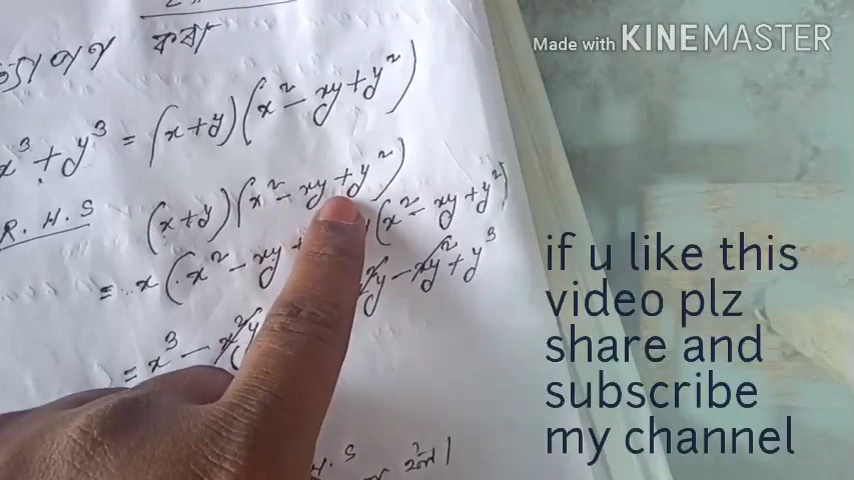 Made with KINEMASTER
করা
x³ + y³ = (x+y)(x² - xy + y²)
R.H.S (x+y)(x² - xy + y²)
= x(x² - xy + (x² - xy + y²)
= x³ - x²y - xy² + y³
H.S
if u like this
video plz
share and
subscribe
my channel